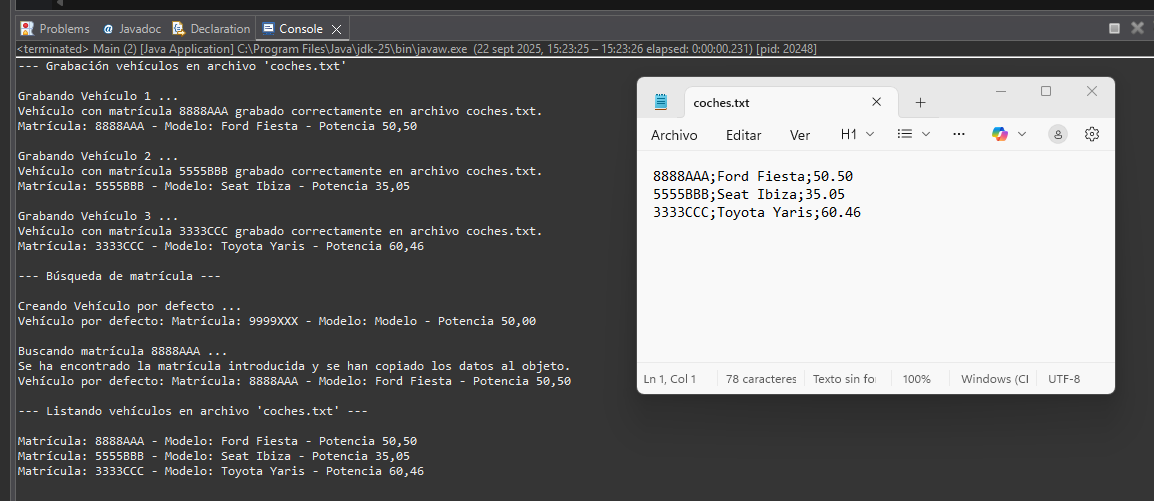 Problems Javadoc Declaration Console
<terminated> Main (2) [Java Application] C:\Program Files\Java\jdk-25\bin\javaw.exe (22 sept 2025, 15:23:25 – 15:23:26 elapsed: 0:00:00.231) [pid: 20248]
--- Grabación vehículos en archivo 'coches.txt'
Grabando Vehículo 1 ...
Vehículo con matrícula 8888AAA grabado correctamente en archivo coches.txt.
Matrícula: 8888AAA - Modelo: Ford Fiesta - Potencia 50,50
Grabando Vehículo 2 ...
Vehículo con matrícula 5555BBB grabado correctamente en archivo coches.txt.
Matrícula: 5555BBB - Modelo: Seat Ibiza - Potencia 35,05
Grabando Vehículo 3 ...
Vehículo con matrícula 3333CCC grabado correctamente en archivo coches.txt.
Matrícula: 3333CCC - Modelo: Toyota Yaris - Potencia 60,46
--- Búsqueda de matrícula ---
Creando Vehículo por defecto ...
Vehículo por defecto: Matrícula: 9999XXX - Modelo: Modelo - Potencia 50,00
Buscando matrícula 8888AAA ...
Se ha encontrado la matrícula introducida y se han copiado los datos al objeto.
Vehículo por defecto: Matrícula: 8888AAA - Modelo: Ford Fiesta - Potencia 50,50
--- Listando vehículos en archivo 'coches.txt' ---
Matrícula: 8888AAA - Modelo: Ford Fiesta - Potencia 50,50
Matrícula: 5555BBB - Modelo: Seat Ibiza - Potencia 35,05
Matrícula: 3333CCC - Modelo: Toyota Yaris - Potencia 60,46
coches.txt
Archivo Editar Ver H1
8888AAA;Ford Fiesta;50.50
5555BBB;Seat Ibiza;35.05
3333CCC;Toyota Yaris;60.46
Ln 1, Col 1 78 caracteres Texto sin for 100% Windows (CI UTF-8